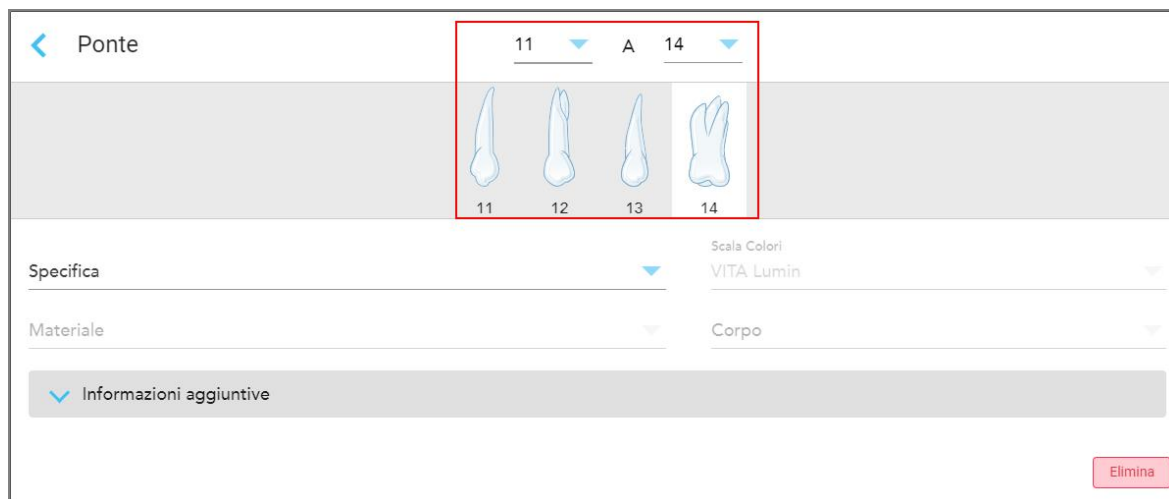 Ponte 11 A 14
11 12 13 14
Scala Colori
Specifica VITA Lumin
Materiale Corpo
Informazioni aggiuntive
Elimina